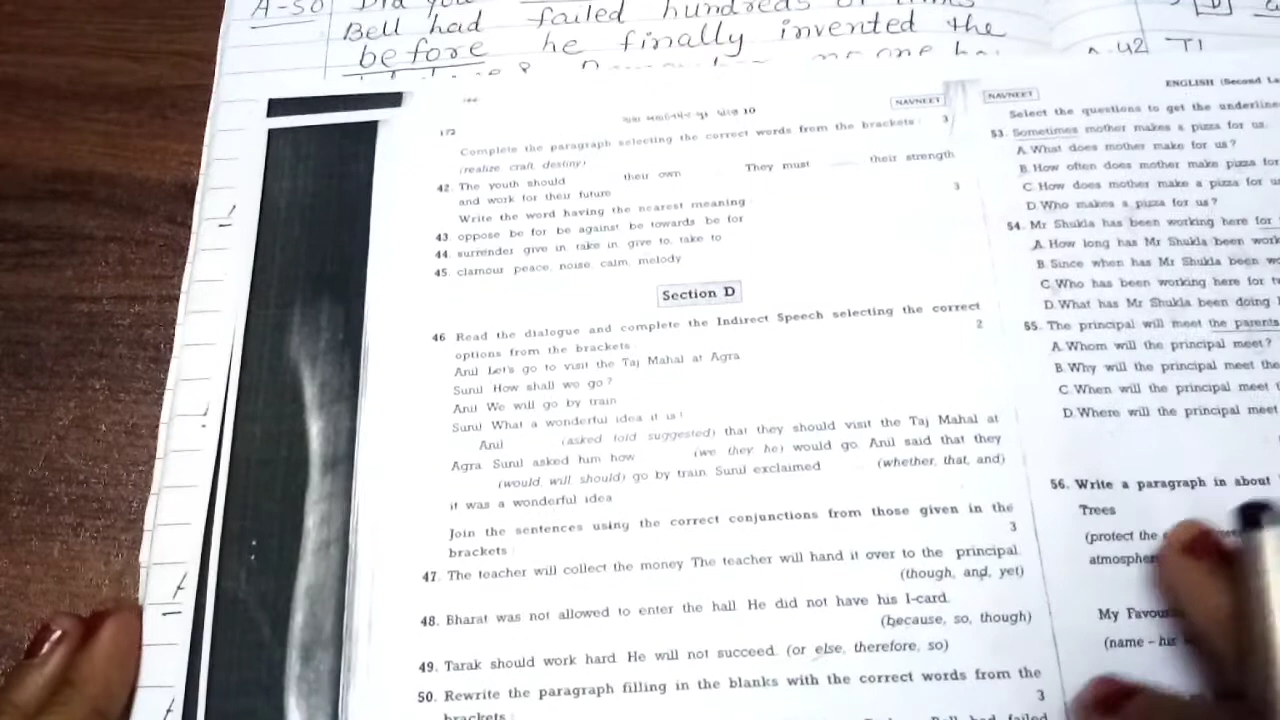 A-50
Bell had failed hundreds
before he finally invented the
NAVNEET
172
Complete the paragraph selecting the correct words from the brackets : 3
(realize, craft, destiny)
42. The youth should their own They must their strength
and work for their future
Write the word having the nearest meaning 3
43. oppose be for be against be towards be for
44. surrender give in, take in, give to, take to
45. clamour peace, noise, calm, melody
Section D
46 Read the dialogue and complete the Indirect Speech selecting the correct
options from the brackets : 2
Anil Let's go to visit the Taj Mahal at Agra
Sunil How shall we go?
Anil We will go by train
Sunil What a wonderful idea it is!
Anil (asked told suggested) that they should visit the Taj Mahal at
Agra Sunil asked him how (we they he) would go Anil said that they
(would, will should) go by train Sunil exclaimed (whether, that, and)
it was a wonderful idea
Join the sentences using the correct conjunctions from those given in the
brackets : 3
47. The teacher will collect the money The teacher will hand it over to the principal.
(though, and, yet)
48. Bharat was not allowed to enter the hall. He did not have his I-card.
(because, so, though)
49. Tarak should work hard. He will not succeed. (or else, therefore, so)
50. Rewrite the paragraph filling in the blanks with the correct words from the
brackets : 3
Bell had failed
NAVNEET
ENGLISH (Second
Select the questions to get the
53. Sometimes mother makes a pizza for us.
A. What does mother make for us?
B. How often does mother make pizza for
C. How does mother make a pizza for
D. Who makes a pizza for us?
54. Mr Shukla has been working here for
A. How long has Mr Shukla been
B. Since when has Mr Shukla been
C. Who has been working here for
D. What has Mr Shukla been doing
55. The principal will meet the parents
A. Whom will the principal meet?
B. Why will the principal meet the
C. When will the principal meet
D. Where will the principal meet
56. Write a paragraph in about
Trees
(protect the
My
(name –